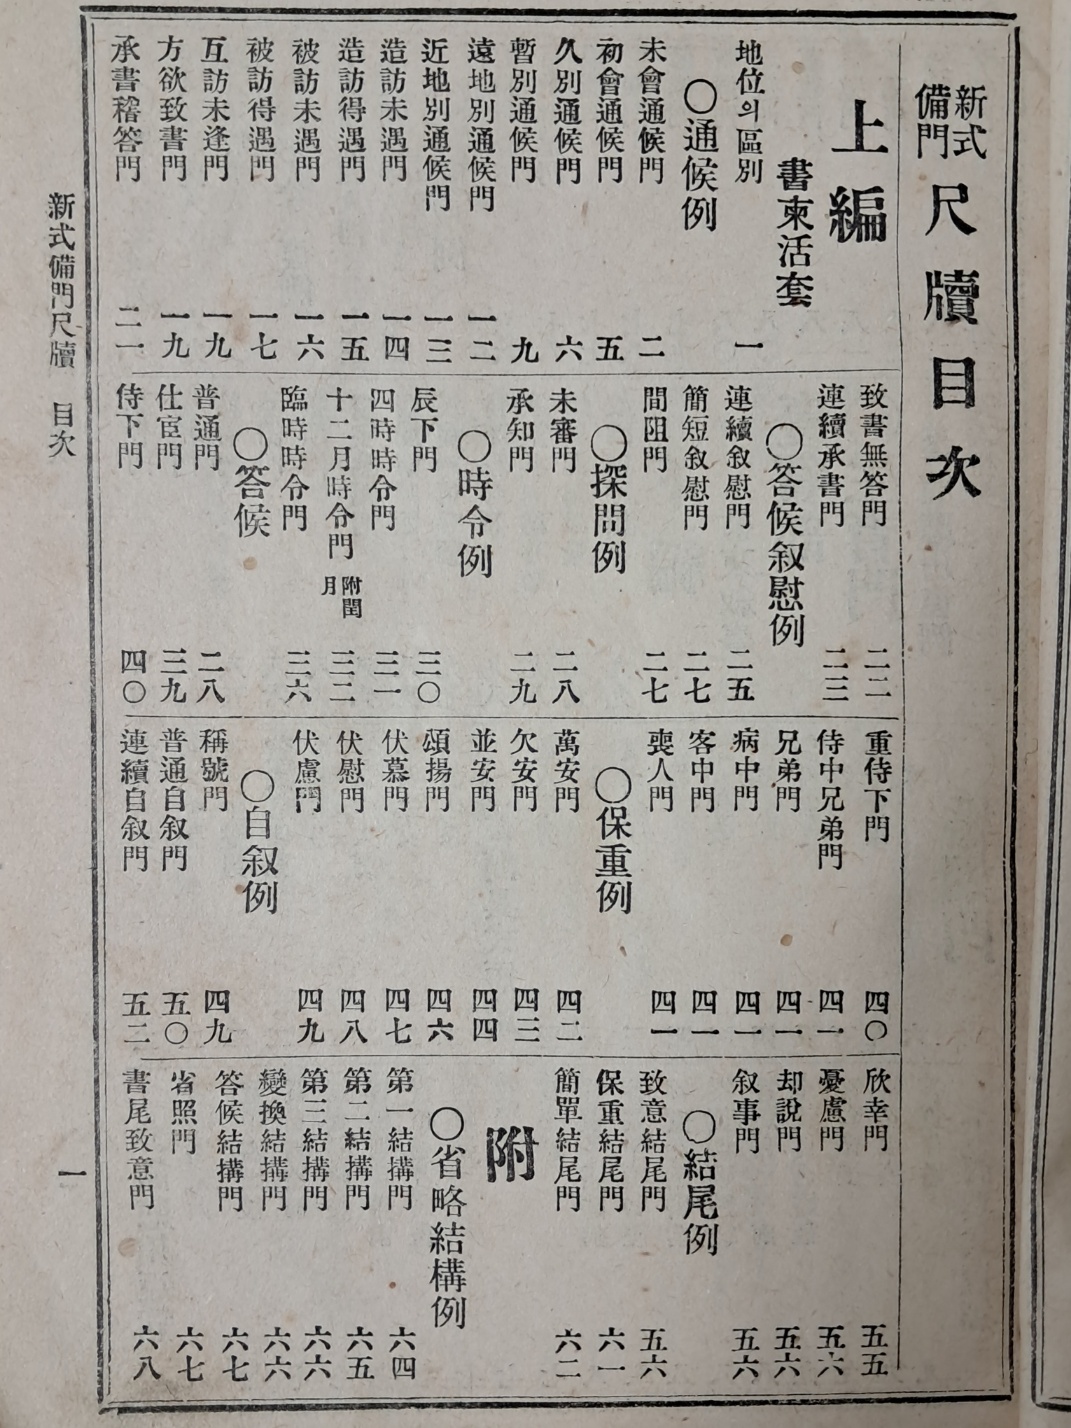 新式備門 尺牘目次
上編
書柬活套
地位의區別 一
○通候例
未會通候門 二
初會通候門 五
久別通候門 六
暫別通候門 九
遠地別通候門 一二
近地別通候門 一三
造訪未遇門 一四
造訪得遇門 一五
被訪未遇門 一六
被訪得遇門 一七
互訪未逢門 一九
方欲致書門 一九
承書稽答門 二一
致書無答門 二二
連續承書門 二三
○答候叙慰例
連續敘慰門 二五
簡短敘慰門 二七
間阻門 二七
○探問例
未審門 二八
承知門 二九
○時令例
辰下門 三〇
四時時令門 三一
十二月時令門 附閏月 三二
臨時時令門 三六
○答候
普通門 二八
仕宦門 三九
侍下門 四〇
重侍下門 四〇
侍中兄弟門 四一
兄弟門 四一
病中門 四一
客中門 四一
喪人門 四一
○保重例
萬安門 四二
欠安門 四三
並安門 四四
頌揚門 四六
伏慕門 四七
伏慰門 四八
伏慮門 四九
○自叙例
稱號門 四九
普通自叙門 五〇
連續自叙門 五二
欣幸門 五五
憂慮門 五六
却說門 五六
叙事門 五六
○結尾例
致意結尾門 五六
保重結尾門 六一
簡單結尾門 六二
附
○省略結構例
第一結搆門 六四
第二結搆門 六五
第三結搆門 六六
變換結搆門 六六
答候結搆門 六七
省照門 六七
書尾致意門 六八
新式備門尺牘 目次 一